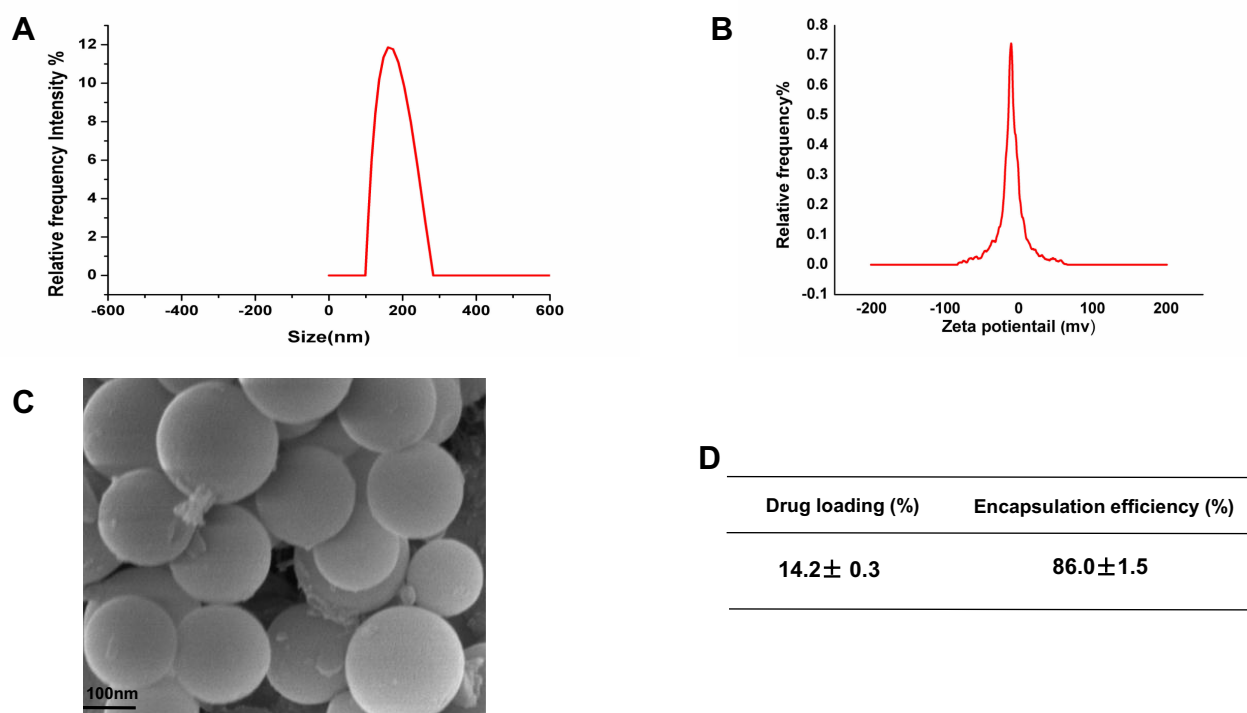 A
Relative frequency Intensity %
12
10
8
6
4
2
0
-600
-400
-200
0
200
400
600
Size(nm)
B
Relative frequency%
0.8
0.7
0.6
0.5
0.4
0.3
0.2
0.1
0.0
-0.1
-200
-100
0
100
200
Zeta potientail (mv)
C
100nm
D
Drug loading (%) Encapsulation efficiency (%)
14.2± 0.3 86.0±1.5